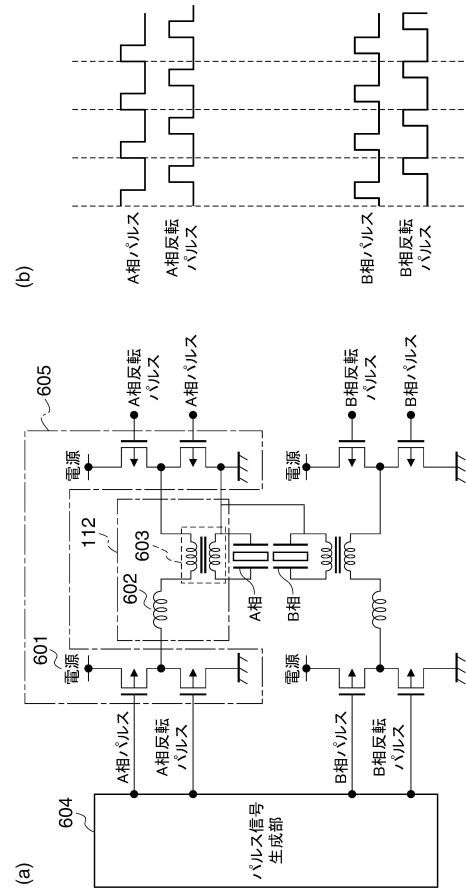 (a)
604
パルス信号
生成部
A相パルス
A相反転
パルス
B相パルス
B相反転
パルス
601
電源
602
603
112
605
電源
A相反転
パルス
A相パルス
A相
B相
電源
電源
B相反転
パルス
B相パルス
(b)
A相パルス
A相反転
パルス
B相パルス
B相反転
パルス